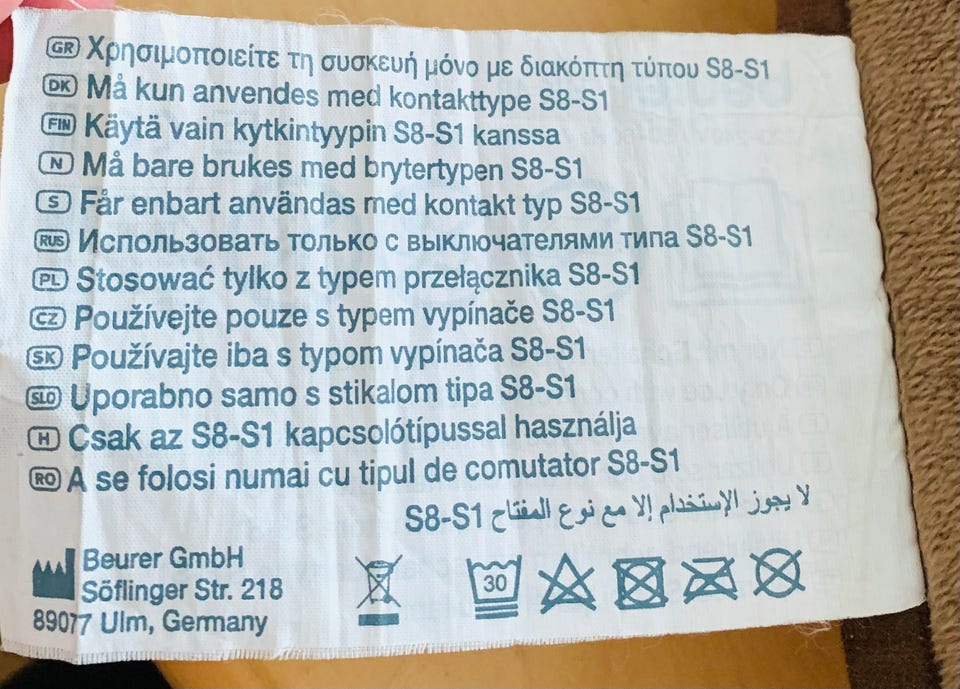 GR Χρησιμοποιείτε τη συσκευή μόνο με διακόπτη τύπου S8-S1
DK Må kun anvendes med kontakttype S8-S1
FIN Käytä vain kytkintyypin S8-S1 kanssa
N Må bare brukes med brytertypen S8-S1
S Får enbart användas med kontakt typ S8-S1
RUS Использовать только с выключателями типа S8-S1
PL Stosować tylko z typem przełącznika S8-S1
CZ Používejte pouze s typem vypínače S8-S1
SK Používajte iba s typom vypínača S8-S1
SLO Uporabno samo s stikalom tipa S8-S1
H Csak az S8-S1 kapcsolótípussal használja
RO A se folosi numai cu tipul de comutator S8-S1
لا يجوز الإستخدام إلا مع نوع المفتاح S8-S1
Beurer GmbH
Söflinger Str. 218
89077 Ulm, Germany
30